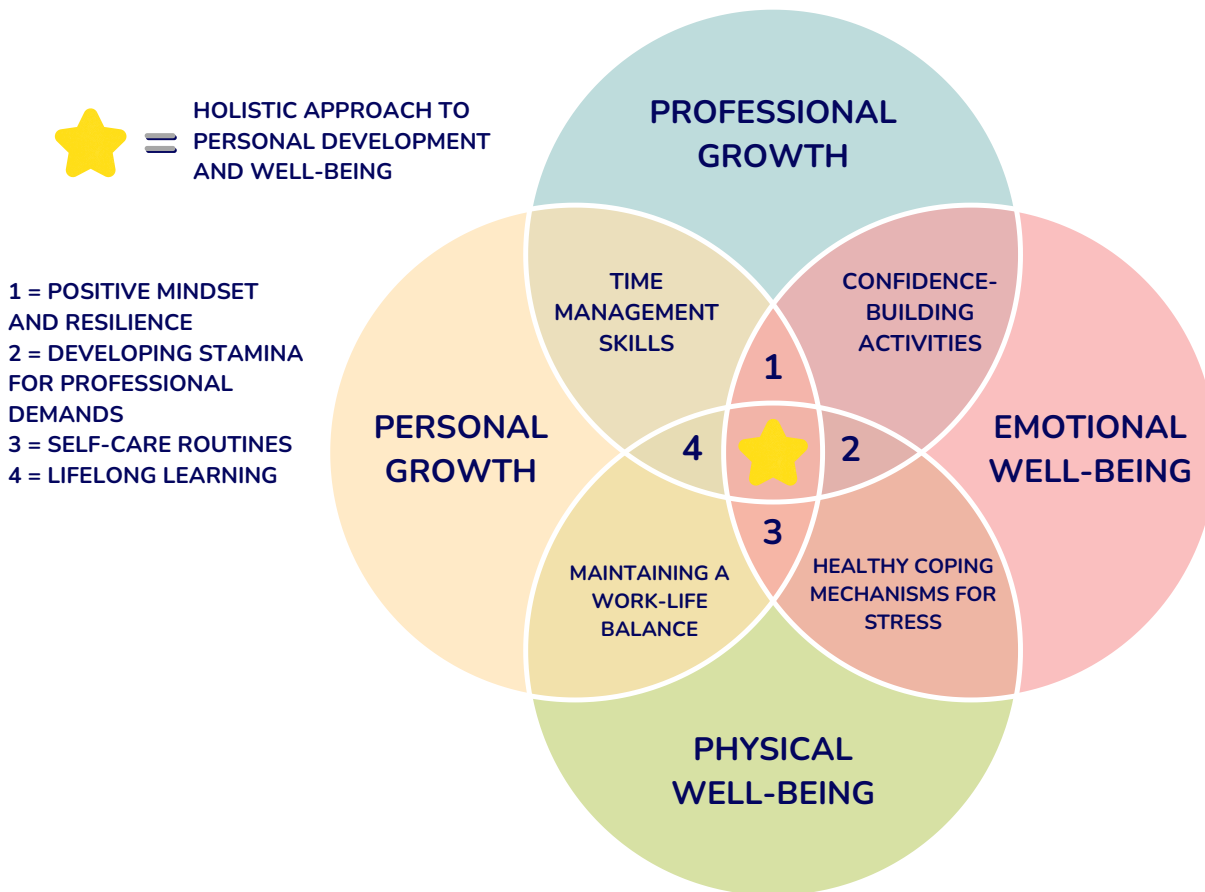 HOLISTIC APPROACH TO
PERSONAL DEVELOPMENT
AND WELL-BEING
1 = POSITIVE MINDSET
AND RESILIENCE
2 = DEVELOPING STAMINA
FOR PROFESSIONAL
DEMANDS
3 = SELF-CARE ROUTINES
4 = LIFELONG LEARNING
PROFESSIONAL
GROWTH
TIME
MANAGEMENT
SKILLS
CONFIDENCE-
BUILDING
ACTIVITIES
1
PERSONAL
GROWTH
4
2
EMOTIONAL
WELL-BEING
3
MAINTAINING A
WORK-LIFE
BALANCE
HEALTHY COPING
MECHANISMS FOR
STRESS
PHYSICAL
WELL-BEING